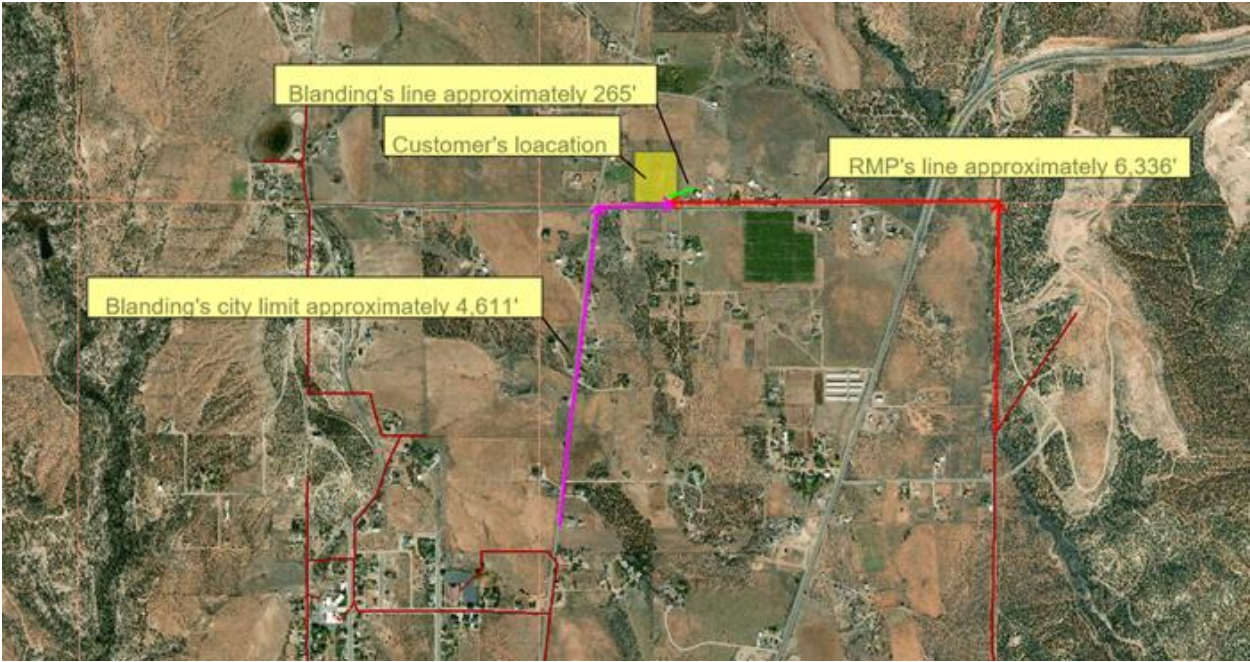 Blanding's line approximately 265'
Customer's loacation
RMP's line approximately 6,336'
Blanding's city limit approximately 4,611'